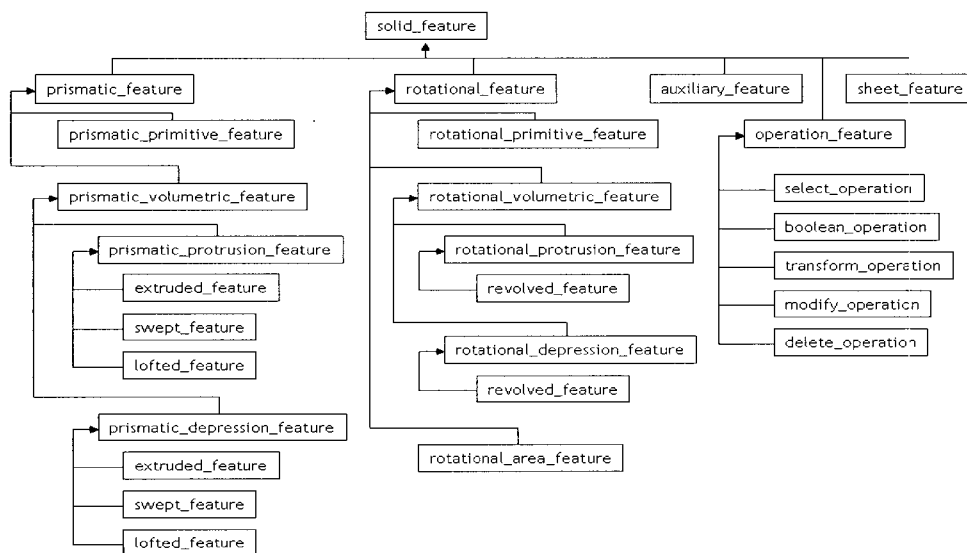 solid_feature
prismatic_feature
rotational_feature
auxiliary_feature
sheet_feature
prismatic_primitive_feature
rotational_primitive_feature
operation_feature
prismatic_volumetric_feature
rotational_volumetric_feature
select_operation
boolean_operation
prismatic_protrusion_feature
rotational_protrusion_feature
transform_operation
extruded_feature
revolved_feature
modify_operation
swept_feature
rotational_depression_feature
delete_operation
lofted_feature
revolved_feature
prismatic_depression_feature
rotational_area_feature
extruded_feature
swept_feature
lofted_feature